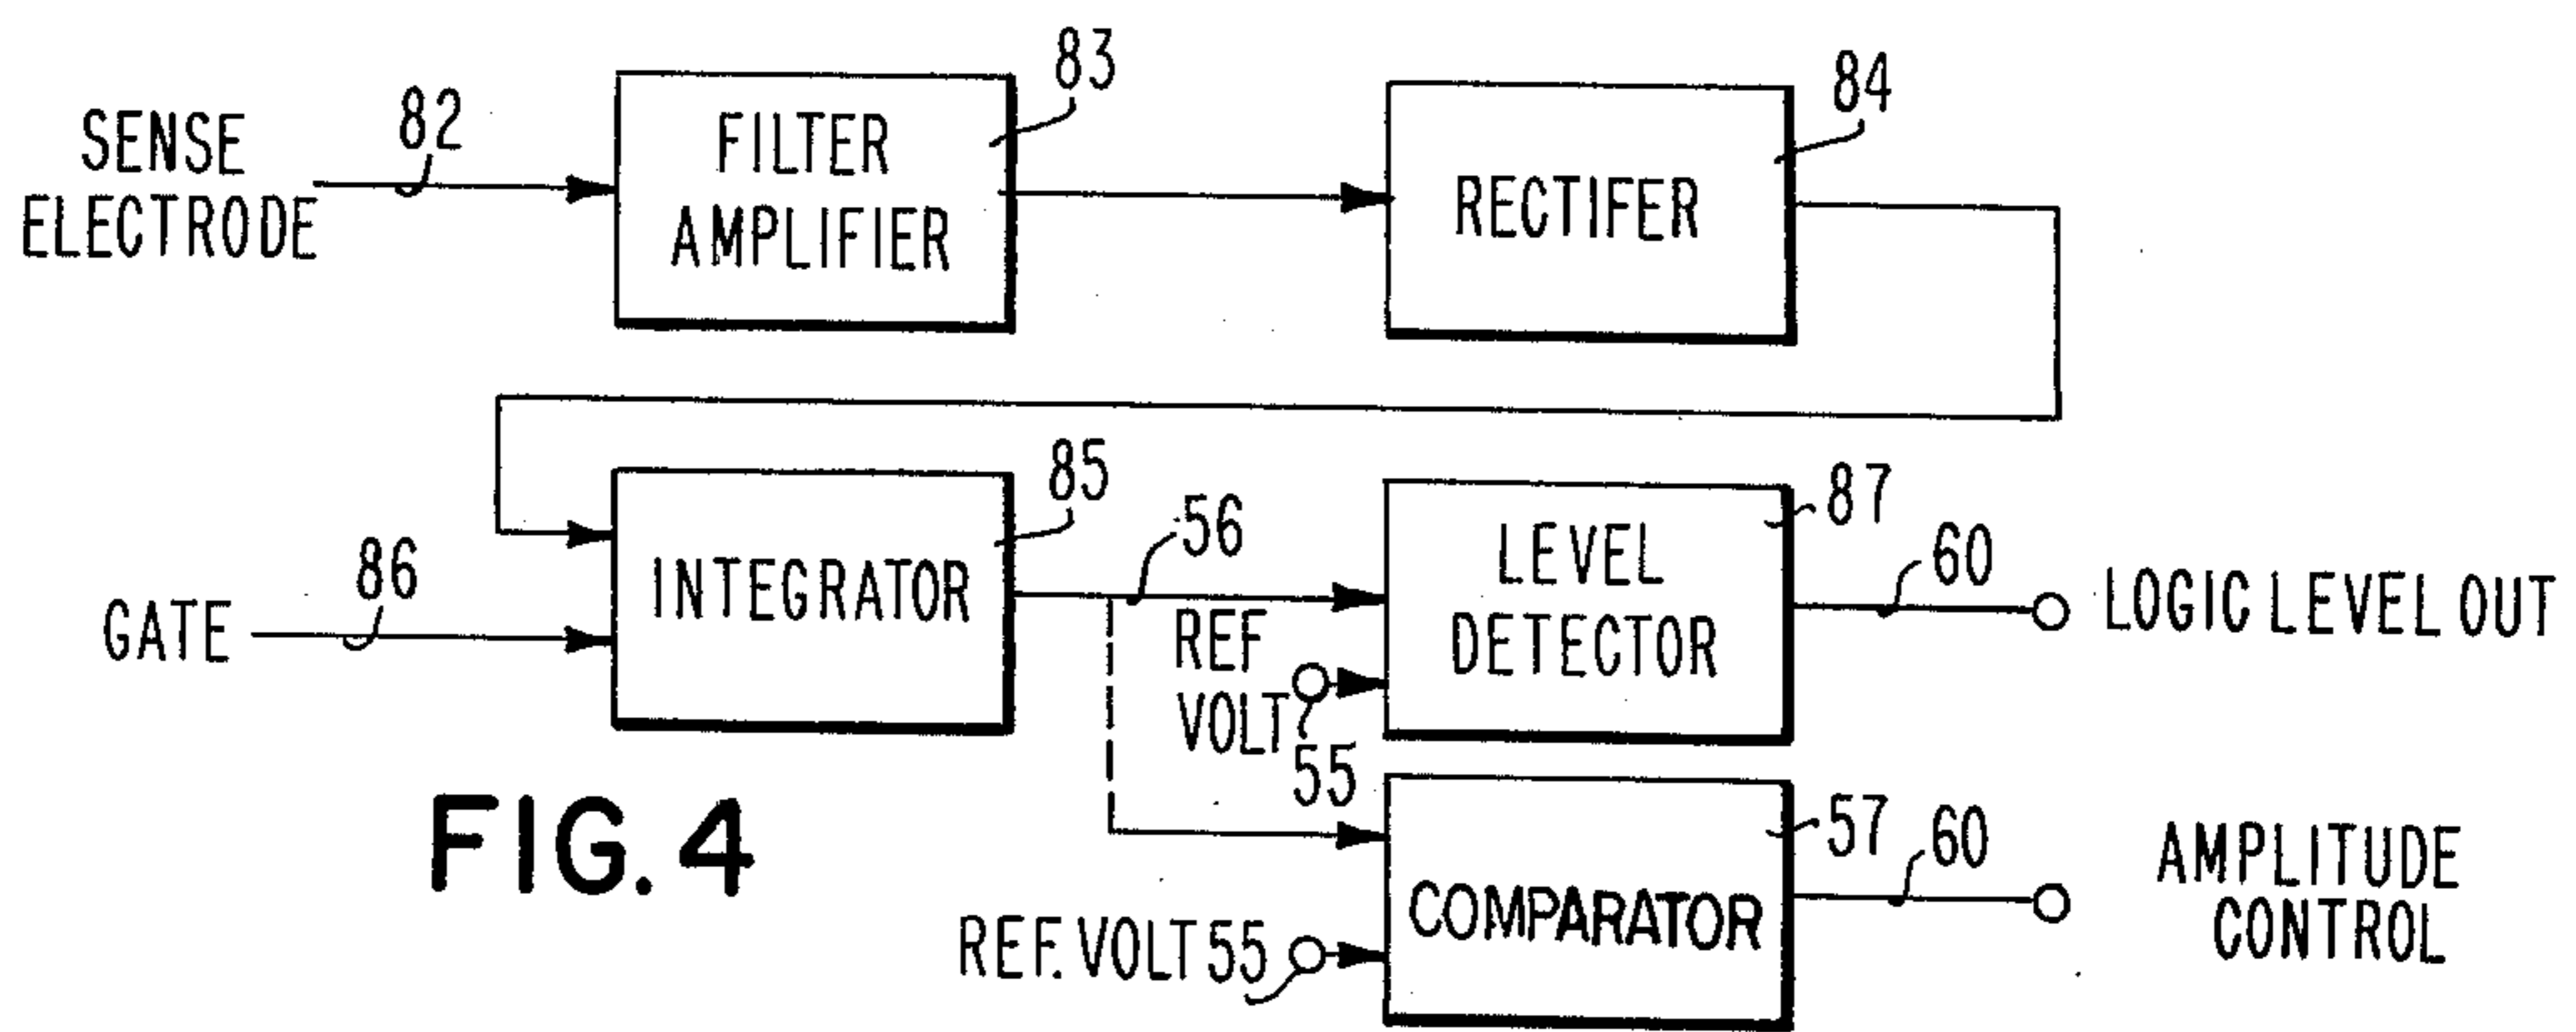 SENSE
ELECTRODE
82
FILTER
AMPLIFIER
83
RECTIFER
84
GATE
86
INTEGRATOR
85
56
REF
VOLT
55
LEVEL
DETECTOR
87
60
LOGIC LEVEL OUT
REF. VOLT 55
COMPARATOR
57
60
AMPLITUDE
CONTROL
FIG. 4